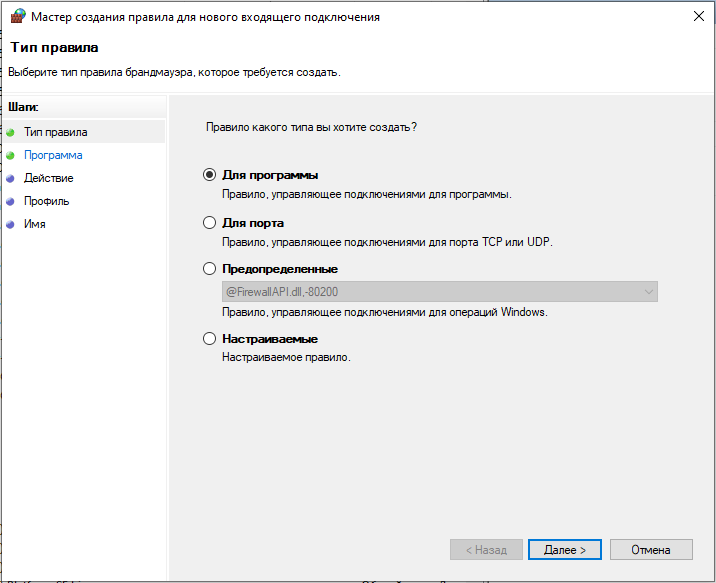 Мастер создания правила для нового входящего подключения
Тип правила
Выберите тип правила брандмауэра, которое требуется создать.
Шаги:
Тип правила
Программа
Действие
Профиль
Имя
Правило какого типа вы хотите создать?
Для программы
Правило, управляющее подключениями для программы.
Для порта
Правило, управляющее подключениями для порта TCP или UDP.
Предопределенные
@FirewallAPI.dll,-80200
Правило, управляющее подключениями для операций Windows.
Настраиваемые
Настраиваемое правило.
< Назад
Далее >
Отмена